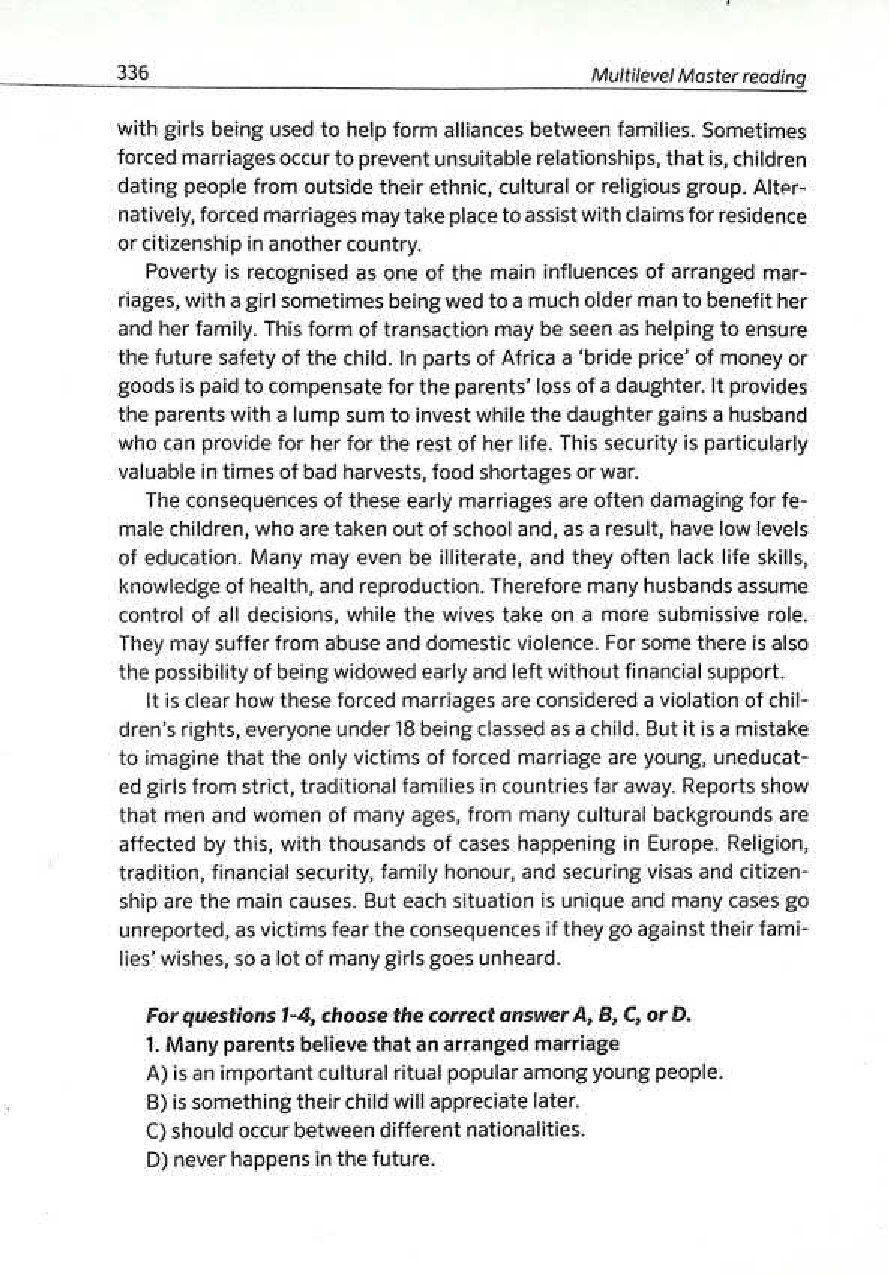 336
Multilevel Master reading
with girls being used to help form alliances between families. Sometimes
forced marriages occur to prevent unsuitable relationships, that is, children
dating people from outside their ethnic, cultural or religious group. Alter-
natively, forced marriages may take place to assist with claims for residence
or citizenship in another country.
Poverty is recognised as one of the main influences of arranged mar-
riages, with a girl sometimes being wed to a much older man to benefit her
and her family. This form of transaction may be seen as helping to ensure
the future safety of the child. In parts of Africa a ‘bride price’ of money or
goods is paid to compensate for the parents’ loss of a daughter. It provides
the parents with a lump sum to invest while the daughter gains a husband
who can provide for her for the rest of her life. This security is particularly
valuable in times of bad harvests, food shortages or war.
The consequences of these early marriages are often damaging for fe-
male children, who are taken out of school and, as a result, have low levels
of education. Many may even be illiterate, and they often lack life skills,
knowledge of health, and reproduction. Therefore many husbands assume
control of all decisions, while the wives take on a more submissive role.
They may suffer from abuse and domestic violence. For some there is also
the possibility of being widowed early and left without financial support.
It is clear how these forced marriages are considered a violation of chil-
dren’s rights, everyone under 18 being classed as a child. But it is a mistake
to imagine that the only victims of forced marriage are young, uneducat-
ed girls from strict, traditional families in countries far away. Reports show
that men and women of many ages, from many cultural backgrounds are
affected by this, with thousands of cases happening in Europe. Religion,
tradition, financial security, family honour, and securing visas and citizen-
ship are the main causes. But each situation is unique and many cases go
unreported, as victims fear the consequences if they go against their fami-
lies’ wishes, so a lot of many girls goes unheard.
For questions 1-4, choose the correct answer A, B, C, or D.
1. Many parents believe that an arranged marriage
A) is an important cultural ritual popular among young people.
B) is something their child will appreciate later.
C) should occur between different nationalities.
D) never happens in the future.